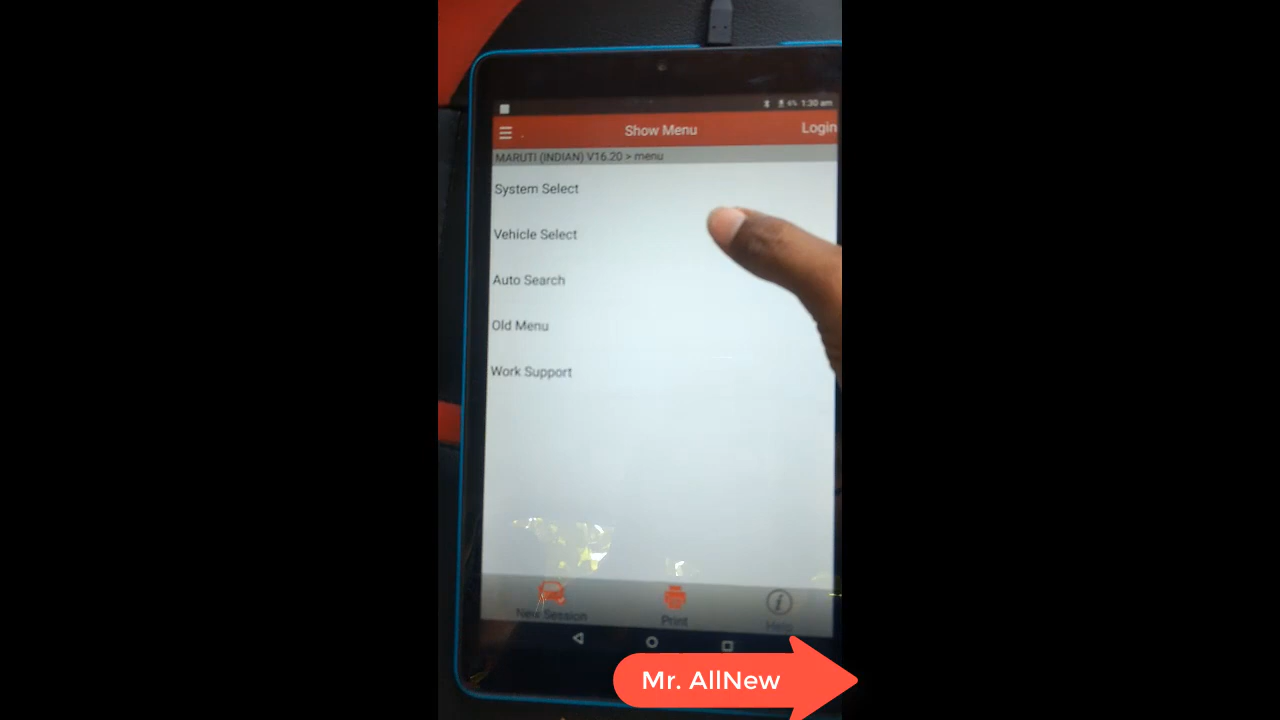 6% 1:30 am
Show Menu
Login
MARUTI (INDIAN) V16.20 > menu
System Select
Vehicle Select
Auto Search
Old Menu
Work Support
New Session
Print
Help
Mr. AllNew